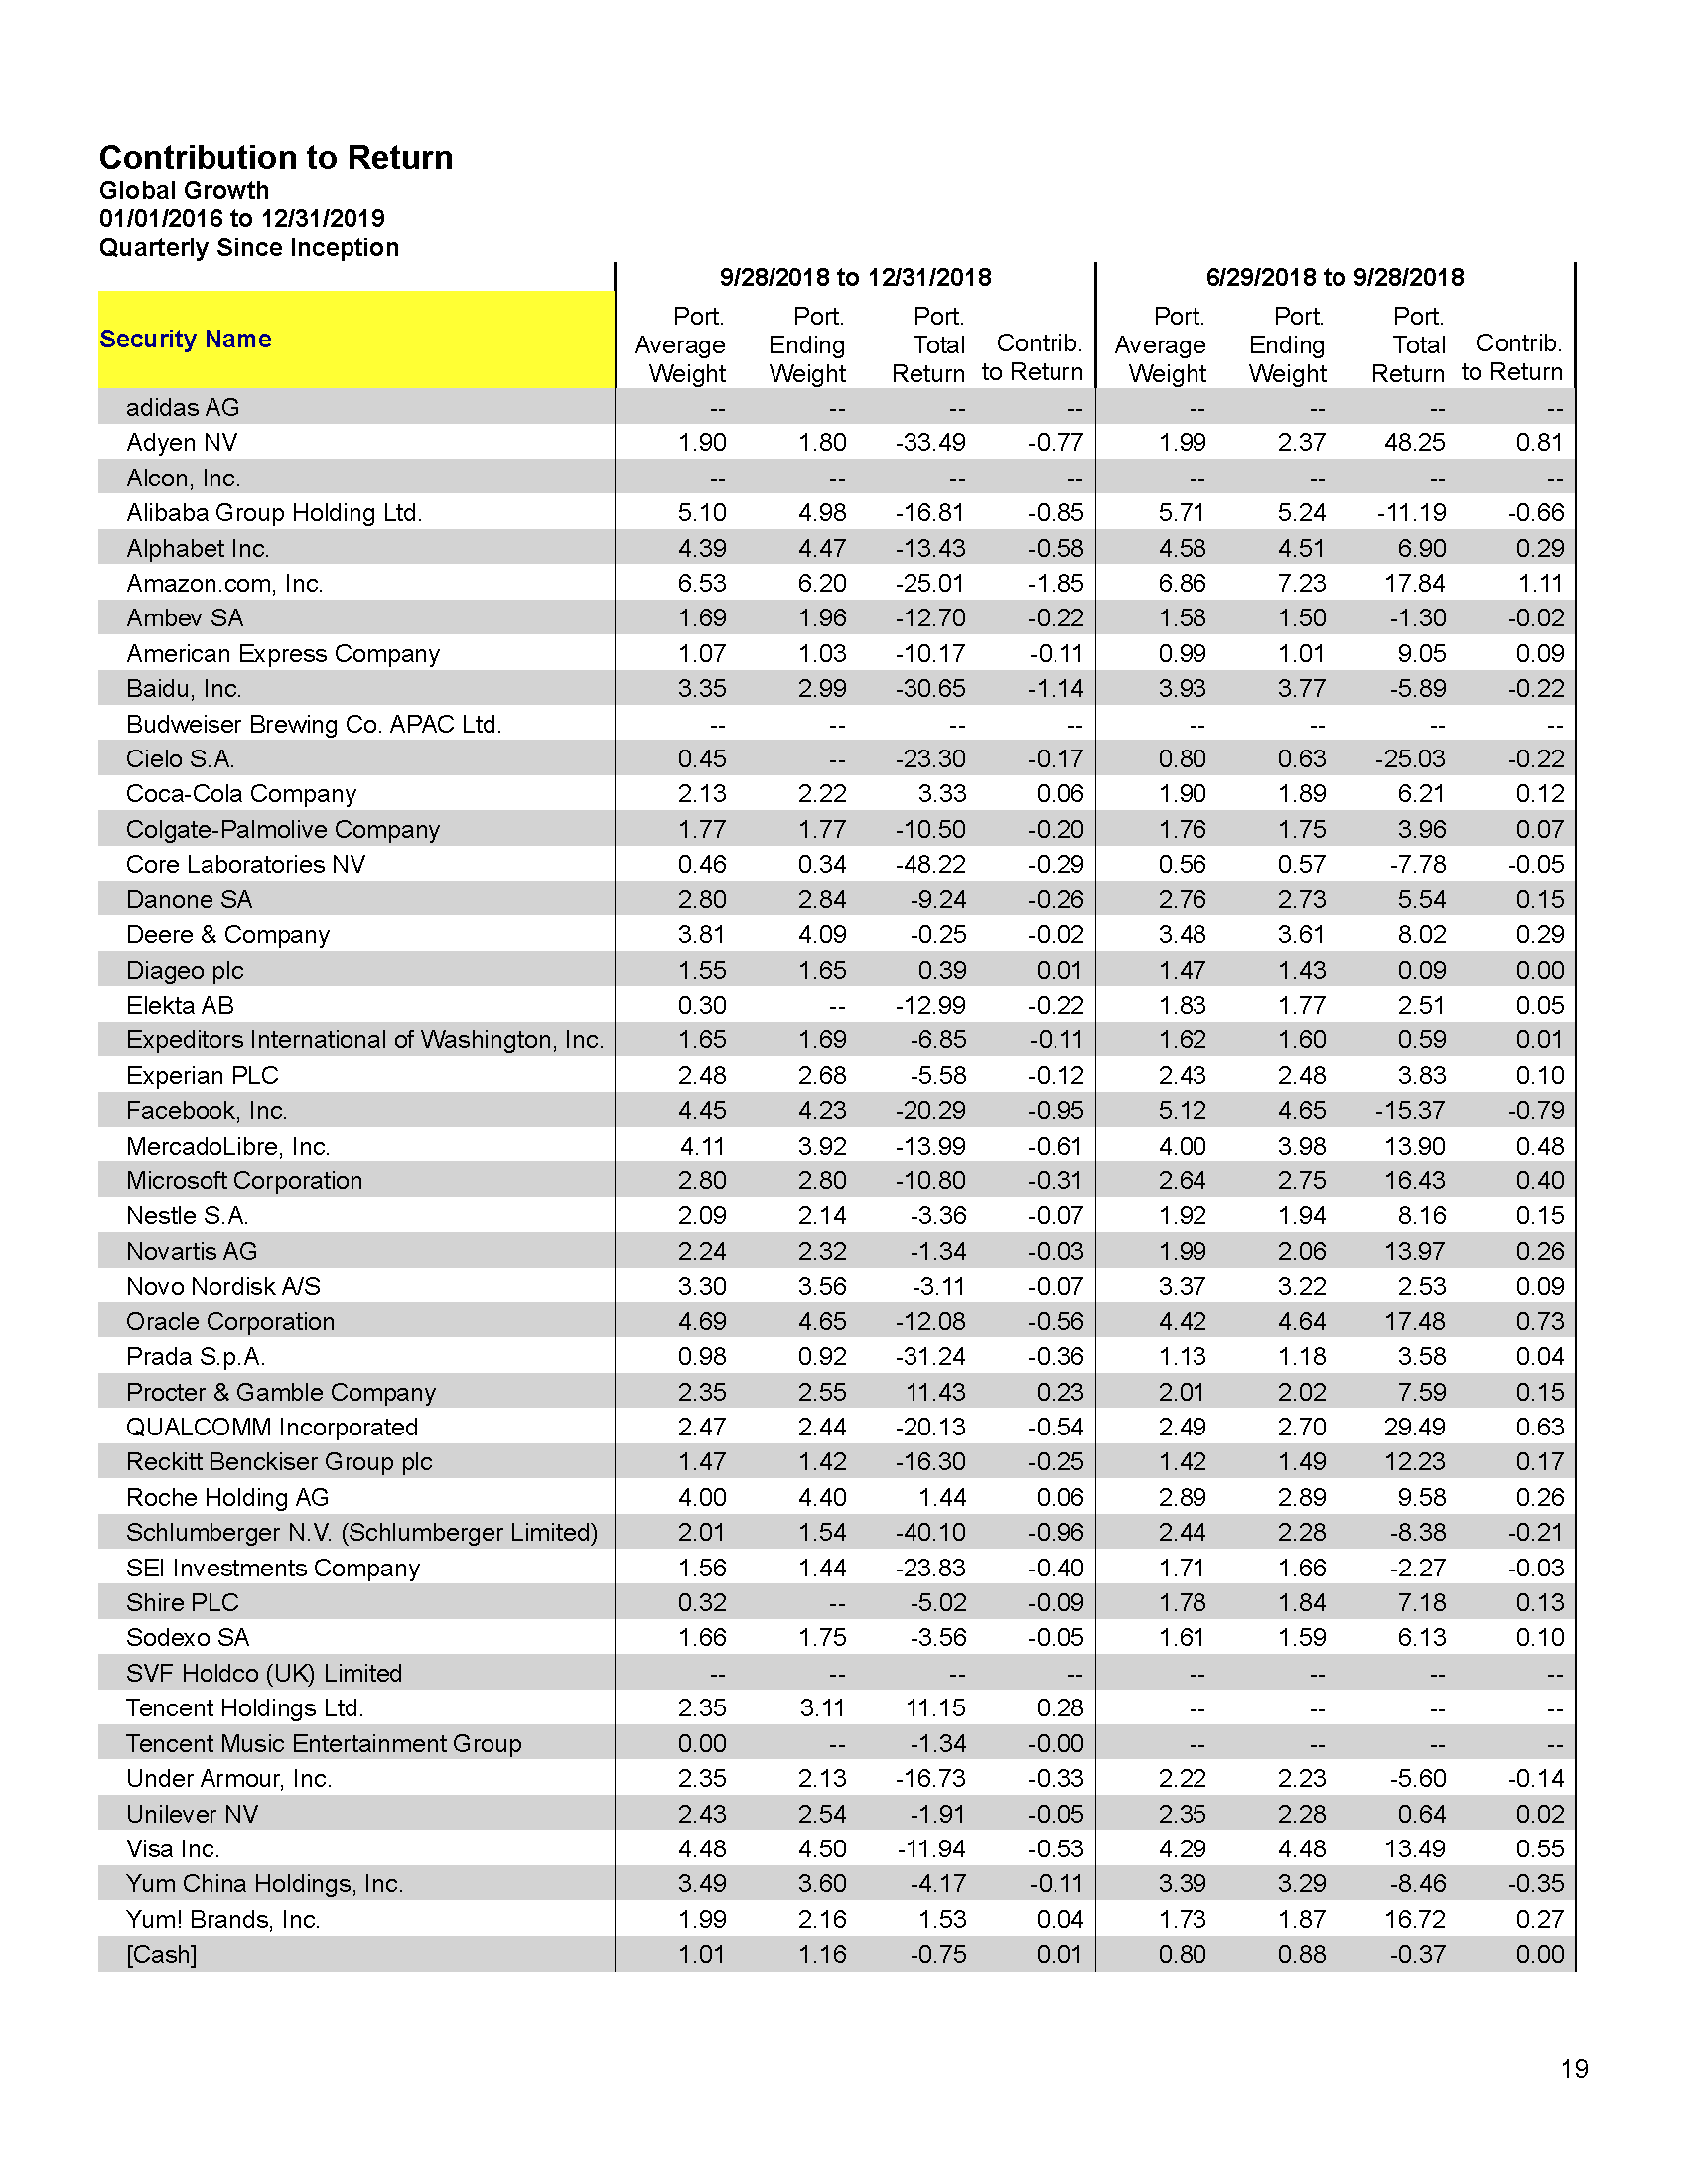 Contribution to Return
Global Growth
01/01/2016 to 12/31/2019
Quarterly Since Inception
9/28/2018 to 12/31/2018 6/29/2018 to 9/28/2018
Security Name Port. Average Weight Port. Ending Weight Port. Total Return Contrib. to Return Port. Average Weight Port. Ending Weight Port. Total Return Contrib. to Return
adidas AG -- -- -- -- -- -- -- --
Adyen NV 1.90 1.80 -33.49 -0.77 1.99 2.37 48.25 0.81
Alcon, Inc. -- -- -- -- -- -- -- --
Alibaba Group Holding Ltd. 5.10 4.98 -16.81 -0.85 5.71 5.24 -11.19 -0.66
Alphabet Inc. 4.39 4.47 -13.43 -0.58 4.58 4.51 6.90 0.29
Amazon.com, Inc. 6.53 6.20 -25.01 -1.85 6.86 7.23 17.84 1.11
Ambev SA 1.69 1.96 -12.70 -0.22 1.58 1.50 -1.30 -0.02
American Express Company 1.07 1.03 -10.17 -0.11 0.99 1.01 9.05 0.09
Baidu, Inc. 3.35 2.99 -30.65 -1.14 3.93 3.77 -5.89 -0.22
Budweiser Brewing Co. APAC Ltd. -- -- -- -- -- -- -- --
Cielo S.A. 0.45 -- -23.30 -0.17 0.80 0.63 -25.03 -0.22
Coca-Cola Company 2.13 2.22 3.33 0.06 1.90 1.89 6.21 0.12
Colgate-Palmolive Company 1.77 1.77 -10.50 -0.20 1.76 1.75 3.96 0.07
Core Laboratories NV 0.46 0.34 -48.22 -0.29 0.56 0.57 -7.78 -0.05
Danone SA 2.80 2.84 -9.24 -0.26 2.76 2.73 5.54 0.15
Deere & Company 3.81 4.09 -0.25 -0.02 3.48 3.61 8.02 0.29
Diageo plc 1.55 1.65 0.39 0.01 1.47 1.43 0.09 0.00
Elekta AB 0.30 -- -12.99 -0.22 1.83 1.77 2.51 0.05
Expeditors International of Washington, Inc. 1.65 1.69 -6.85 -0.11 1.62 1.60 0.59 0.01
Experian PLC 2.48 2.68 -5.58 -0.12 2.43 2.48 3.83 0.10
Facebook, Inc. 4.45 4.23 -20.29 -0.95 5.12 4.65 -15.37 -0.79
MercadoLibre, Inc. 4.11 3.92 -13.99 -0.61 4.00 3.98 13.90 0.48
Microsoft Corporation 2.80 2.80 -10.80 -0.31 2.64 2.75 16.43 0.40
Nestle S.A. 2.09 2.14 -3.36 -0.07 1.92 1.94 8.16 0.15
Novartis AG 2.24 2.32 -1.34 -0.03 1.99 2.06 13.97 0.26
Novo Nordisk A/S 3.30 3.56 -3.11 -0.07 3.37 3.22 2.53 0.09
Oracle Corporation 4.69 4.65 -12.08 -0.56 4.42 4.64 17.48 0.73
Prada S.p.A. 0.98 0.92 -31.24 -0.36 1.13 1.18 3.58 0.04
Procter & Gamble Company 2.35 2.55 11.43 0.23 2.01 2.02 7.59 0.15
QUALCOMM Incorporated 2.47 2.44 -20.13 -0.54 2.49 2.70 29.49 0.63
Reckitt Benckiser Group plc 1.47 1.42 -16.30 -0.25 1.42 1.49 12.23 0.17
Roche Holding AG 4.00 4.40 1.44 0.06 2.89 2.89 9.58 0.26
Schlumberger N.V. (Schlumberger Limited) 2.01 1.54 -40.10 -0.96 2.44 2.28 -8.38 -0.21
SEI Investments Company 1.56 1.44 -23.83 -0.40 1.71 1.66 -2.27 -0.03
Shire PLC 0.32 -- -5.02 -0.09 1.78 1.84 7.18 0.13
Sodexo SA 1.66 1.75 -3.56 -0.05 1.61 1.59 6.13 0.10
SVF Holdco (UK) Limited -- -- -- -- -- -- -- --
Tencent Holdings Ltd. 2.35 3.11 11.15 0.28 -- -- -- --
Tencent Music Entertainment Group 0.00 -- -1.34 -0.00 -- -- -- --
Under Armour, Inc. 2.35 2.13 -16.73 -0.33 2.22 2.23 -5.60 -0.14
Unilever NV 2.43 2.54 -1.91 -0.05 2.35 2.28 0.64 0.02
Visa Inc. 4.48 4.50 -11.94 -0.53 4.29 4.48 13.49 0.55
Yum China Holdings, Inc. 3.49 3.60 -4.17 -0.11 3.39 3.29 -8.46 -0.35
Yum! Brands, Inc. 1.99 2.16 1.53 0.04 1.73 1.87 16.72 0.27
[Cash] 1.01 1.16 -0.75 0.01 0.80 0.88 -0.37 0.00
19